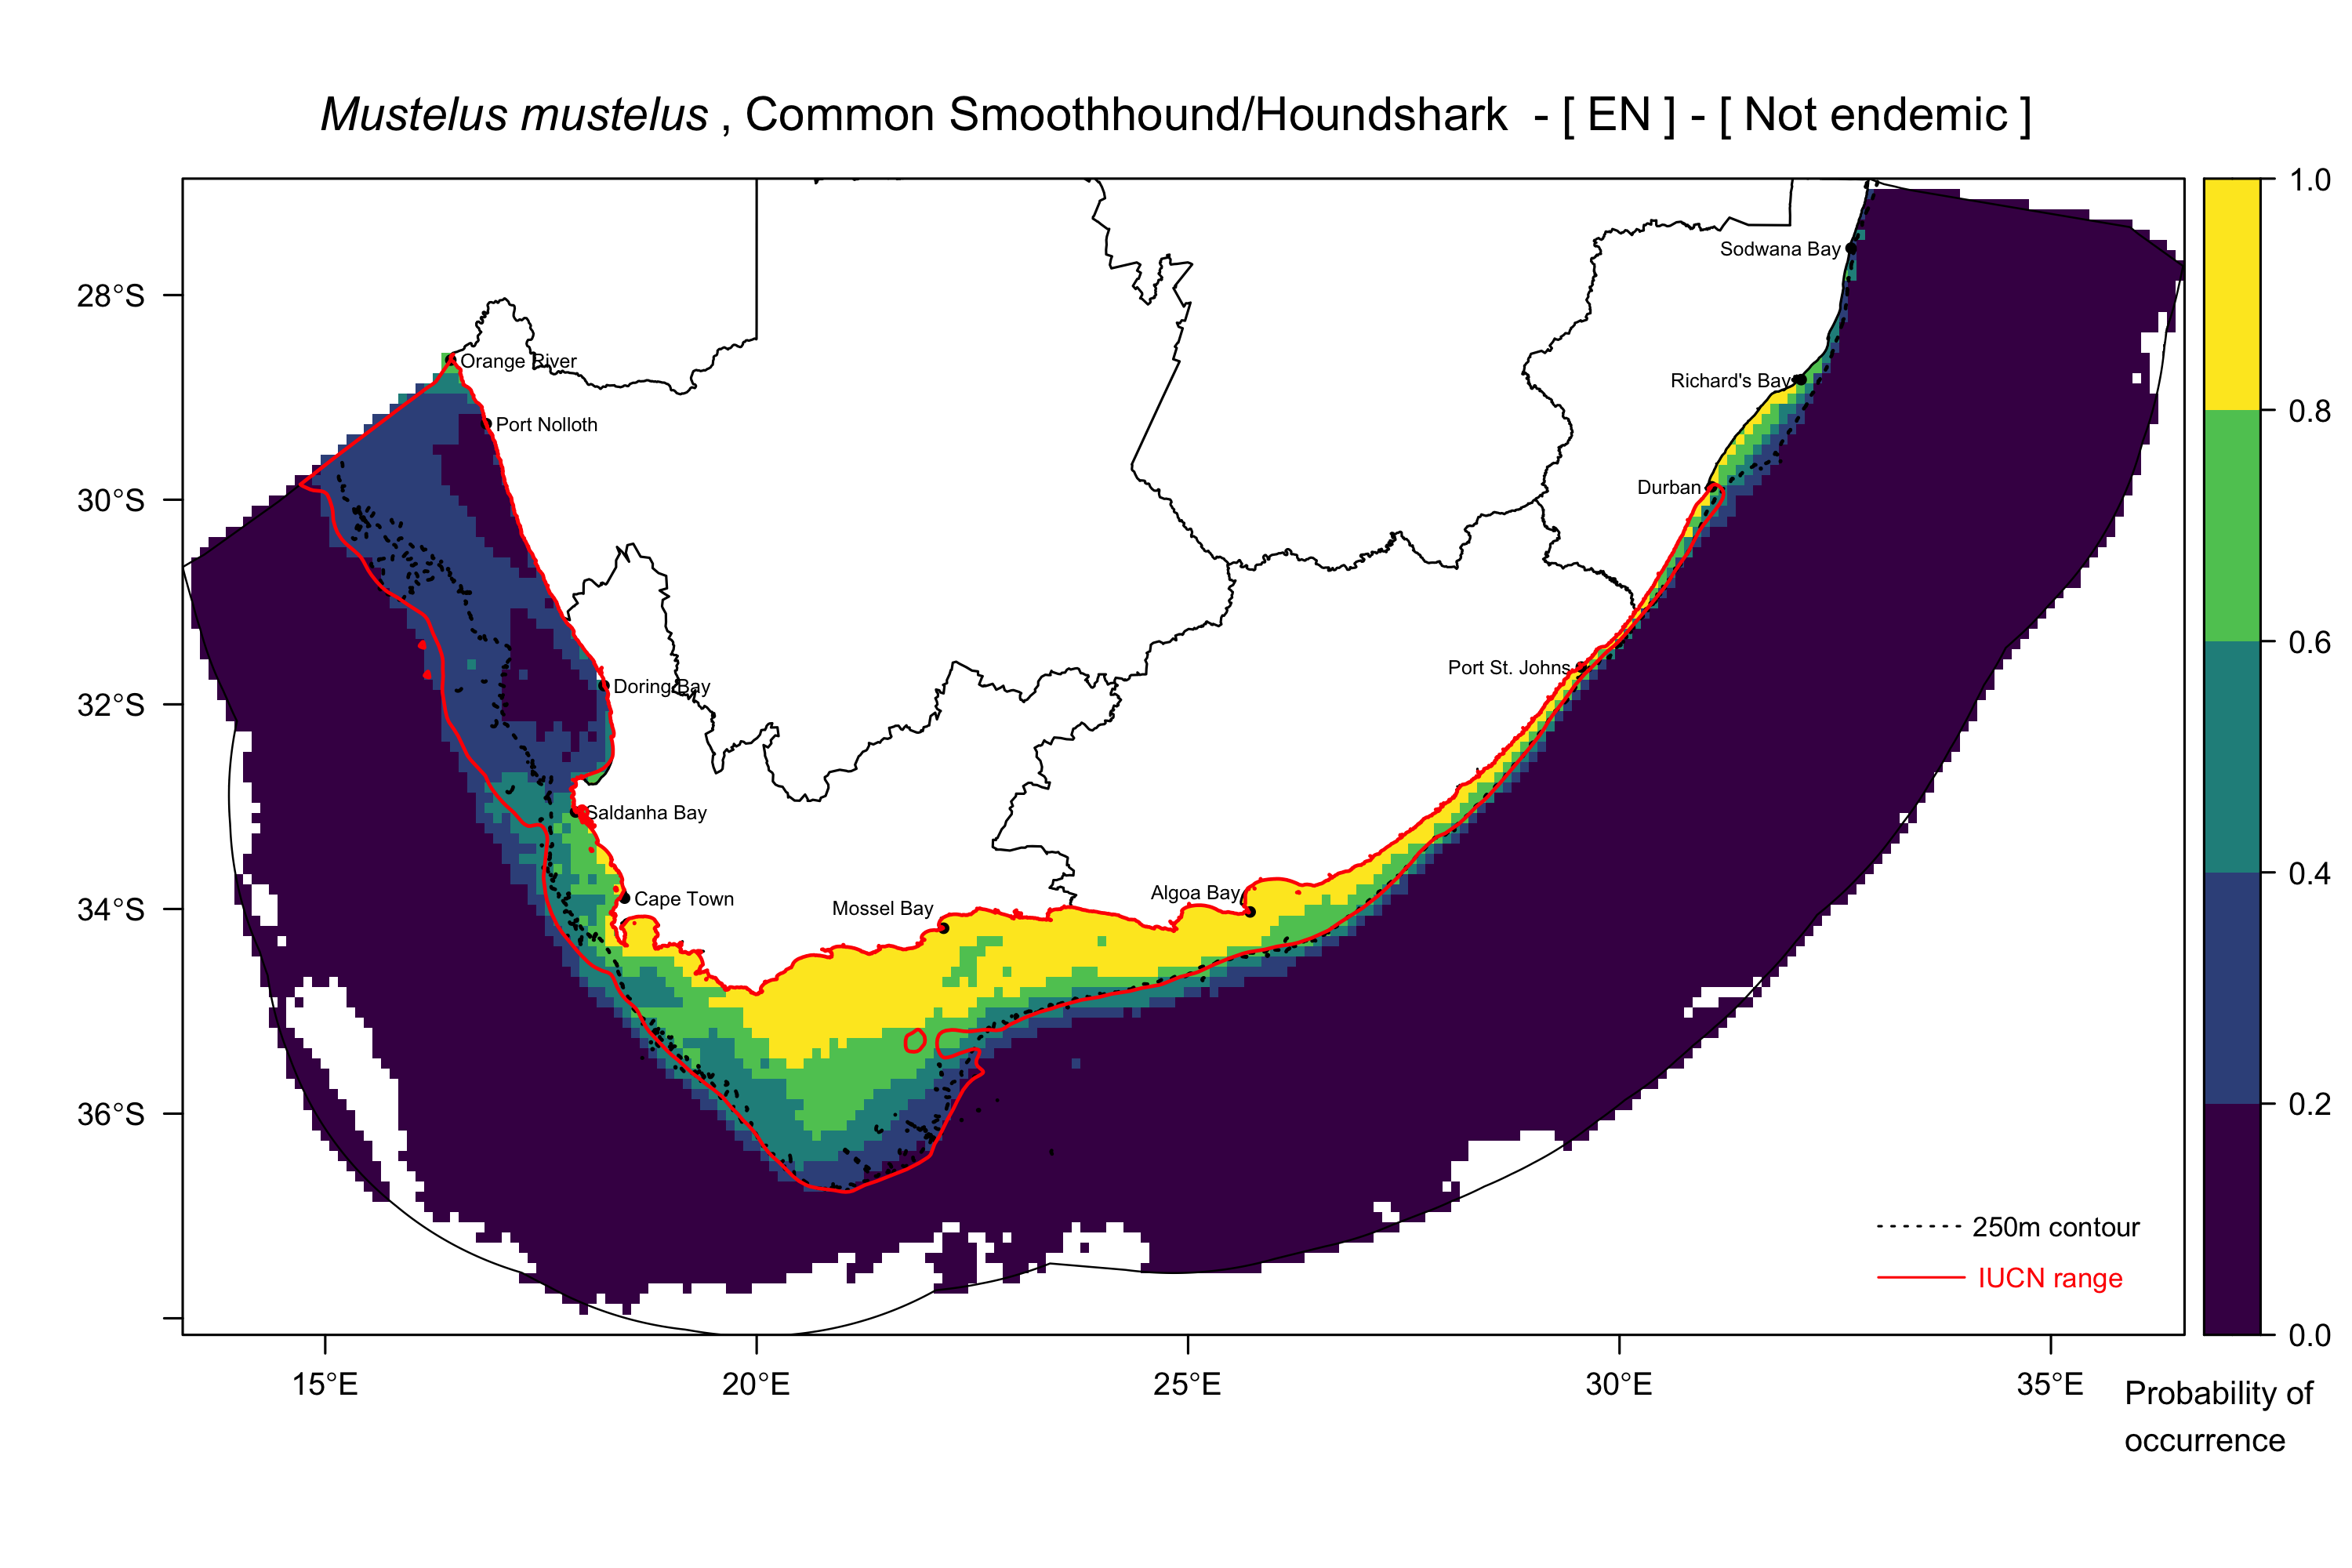 Mustelus mustelus , Common Smoothhound/Houndshark - [ EN ] - [ Not endemic ]
1.0
Sodwana Bay
28°S
Orange River
Richard's Bay
0.8
Port Nolloth
Durban
30°S
0.6
Port St. Johns
Doring Bay
32°S
Saldanha Bay
0.4
Algoa Bay
Cape Town
Mossel Bay
34°S
0.2
36°S
250m contour
IUCN range
0.0
15°E
20°E
25°E
30°E
35°E
Probability of
occurrence